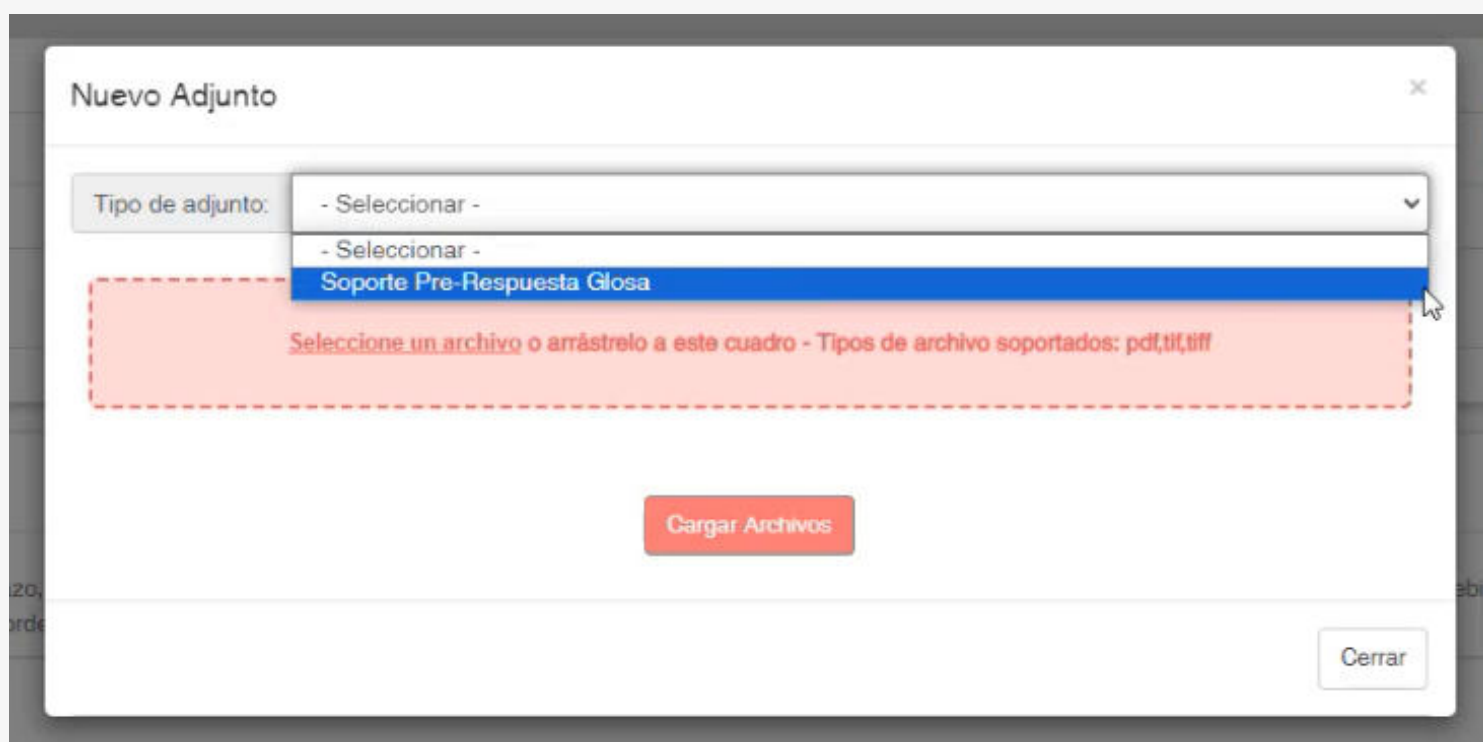 Nuevo Adjunto
×
Tipo de adjunto:
- Seleccionar -
- Seleccionar -
Soporte Pre-Respuesta Glosa
Seleccione un archivo o arrástrelo a este cuadro - Tipos de archivo soportados: pdf,tif,tiff
Cargar Archivos
Cerrar